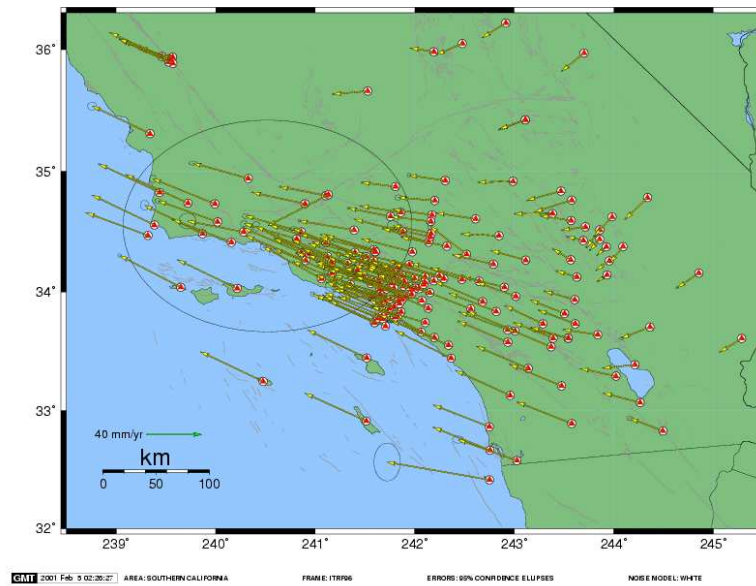 36°
35°
34°
33°
32°
40 mm/yr
km
0 50 100
239° 240° 241° 242° 243° 244° 245°
GMT 2001 Feb 5 02:26:27 AREA: SOUTHERN CALIFORNIA FRAME: ITRF96 ERRORS: 95% CONFIDENCE ELLIPSES NOISE MODEL: WHITE